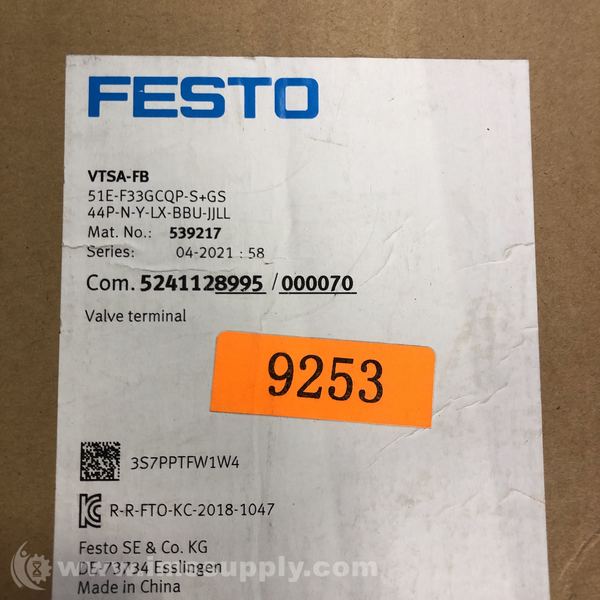 FESTO
VTSA-FB
51E-F33GCQP-S+GS
44P-N-Y-LX-BBU-JJLL
Mat. No.: 539217
Series: 04-2021 : 58
Com. 5241128995 / 000070
Valve terminal
9253
3S7PPTFW1W4
R-R-FTO-KC-2018-1047
Festo SE & Co. KG
DE-73734 Esslingen
Made in China